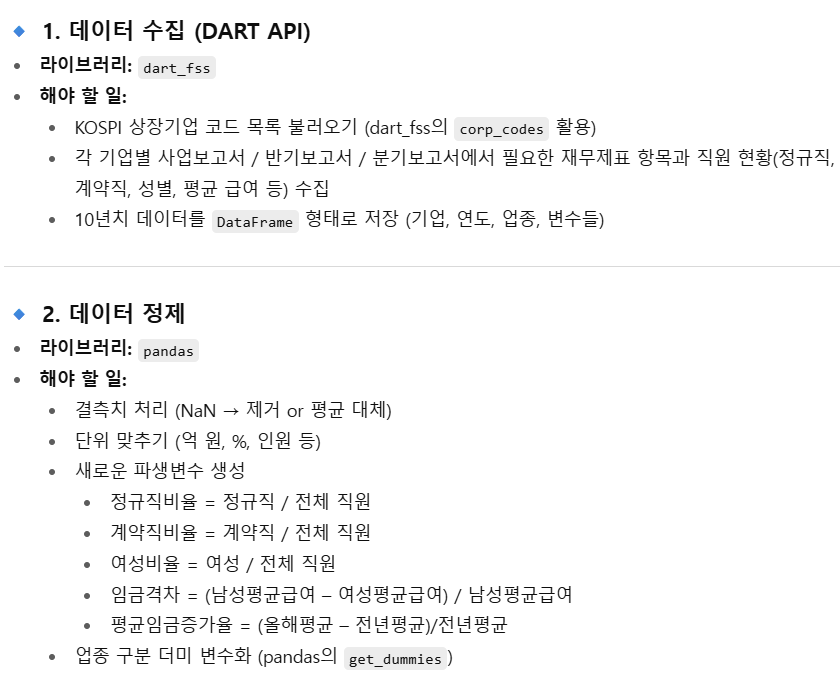 1. 데이터 수집 (DART API)
라이브러리: dart_fss
해야 할 일:
KOSPI 상장기업 코드 목록 불러오기 (dart_fss의 corp_codes 활용)
각 기업별 사업보고서 / 반기보고서 / 분기보고서에서 필요한 재무제표 항목과 직원 현황(정규직,
계약직, 성별, 평균 급여 등) 수집
10년치 데이터를 DataFrame 형태로 저장 (기업, 연도, 업종, 변수들)
2. 데이터 정제
라이브러리: pandas
해야 할 일:
결측치 처리 (NaN → 제거 or 평균 대체)
단위 맞추기 (억 원, %, 인원 등)
새로운 파생변수 생성
정규직비율 = 정규직 / 전체 직원
계약직비율 = 계약직 / 전체 직원
여성비율 = 여성 / 전체 직원
임금격차 = (남성평균급여 – 여성평균급여) / 남성평균급여
평균임금증가율 = (올해평균 – 전년평균)/전년평균
업종 구분 더미 변수화 (pandas의 get_dummies)